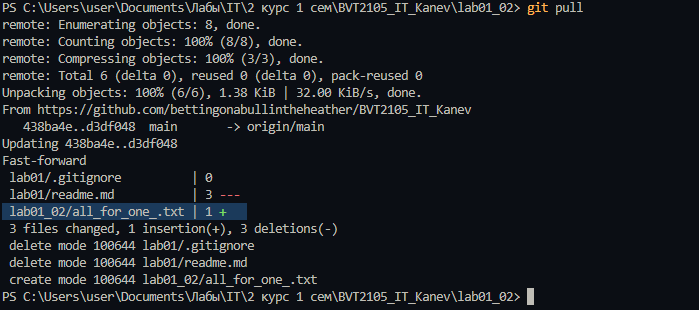 PS C:\Users\user\Documents\Лабы\IT\2 курс 1 сем\BVT2105_IT_Kanev\lab01_02> git pull
remote: Enumerating objects: 8, done.
remote: Counting objects: 100% (8/8), done.
remote: Compressing objects: 100% (3/3), done.
remote: Total 6 (delta 0), reused 0 (delta 0), pack-reused 0
Unpacking objects: 100% (6/6), 1.38 KiB | 32.00 KiB/s, done.
From https://github.com/bettingonabullintheheather/BVT2105_IT_Kanev
   438ba4e..d3df048  main       -> origin/main
Updating 438ba4e..d3df048
Fast-forward
 lab01/.gitignore         | 0
 lab01/readme.md          | 3 ---
 lab01_02/all_for_one_.txt | 1 +
 3 files changed, 1 insertion(+), 3 deletions(-)
 delete mode 100644 lab01/.gitignore
 delete mode 100644 lab01/readme.md
 create mode 100644 lab01_02/all_for_one_.txt
PS C:\Users\user\Documents\Лабы\IT\2 курс 1 сем\BVT2105_IT_Kanev\lab01_02>